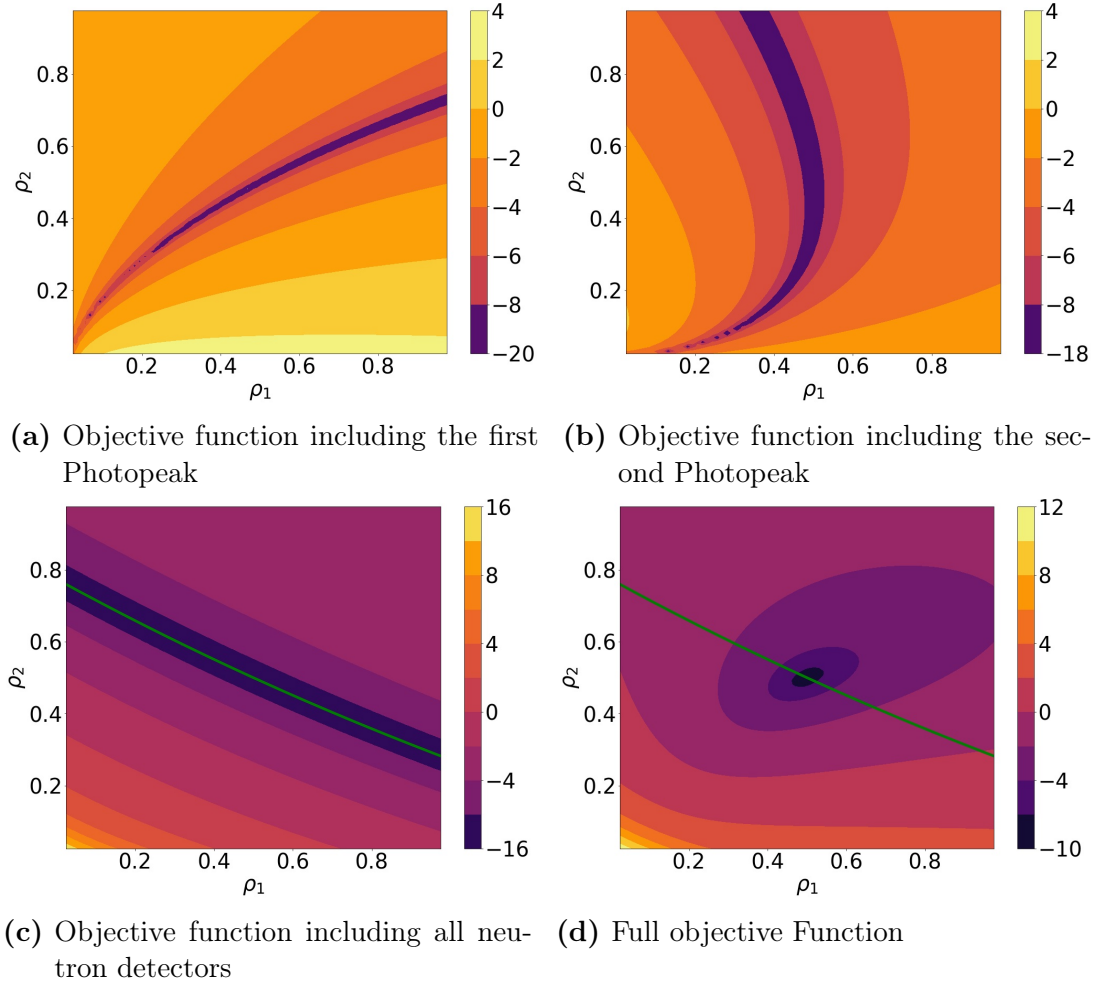 4
2
0
−2
−4
−6
−8
−20
0.8
0.6
0.4
0.2
ρ2
0.2 0.4 0.6 0.8
ρ1
4
2
0
−2
−4
−6
−8
−18
0.8
0.6
0.4
0.2
ρ2
0.2 0.4 0.6 0.8
ρ1
(a) Objective function including the first
Photopeak
(b) Objective function including the sec-
ond Photopeak
16
8
4
0
−4
−16
0.8
0.6
0.4
0.2
ρ2
0.2 0.4 0.6 0.8
ρ1
12
8
4
0
−4
−10
0.8
0.6
0.4
0.2
ρ2
0.2 0.4 0.6 0.8
ρ1
(c) Objective function including all neu-
tron detectors
(d) Full objective Function